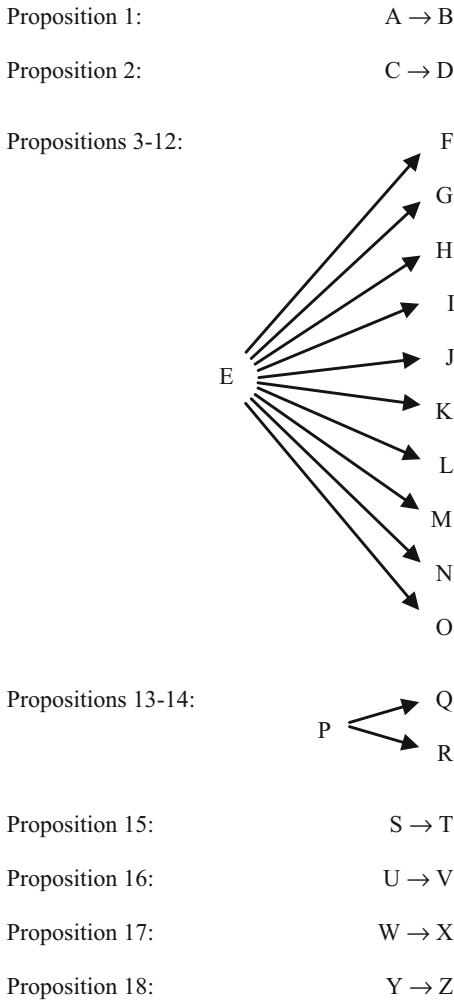 Proposition 1: A → B
Proposition 2: C → D
Propositions 3-12: F
G
H
I
J
E
K
L
M
N
O
Propositions 13-14: Q
P
R
Proposition 15: S → T
Proposition 16: U → V
Proposition 17: W → X
Proposition 18: Y → Z